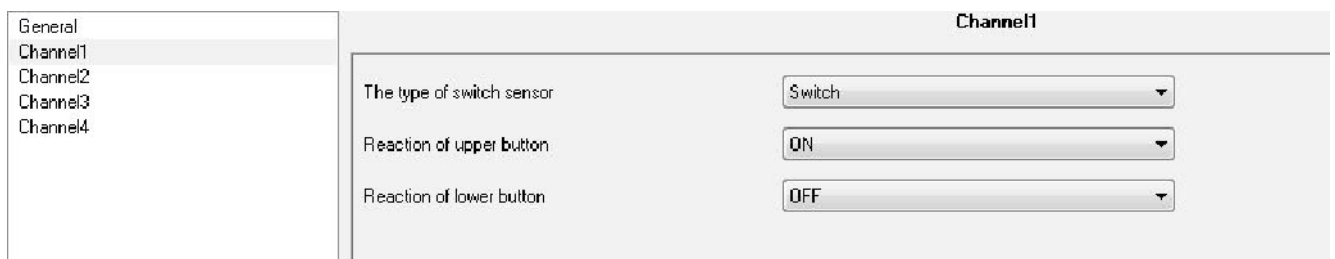 General
Channel1
Channel2
Channel3
Channel4
Channel1
The type of switch sensor Switch
Reaction of upper button ON
Reaction of lower button OFF